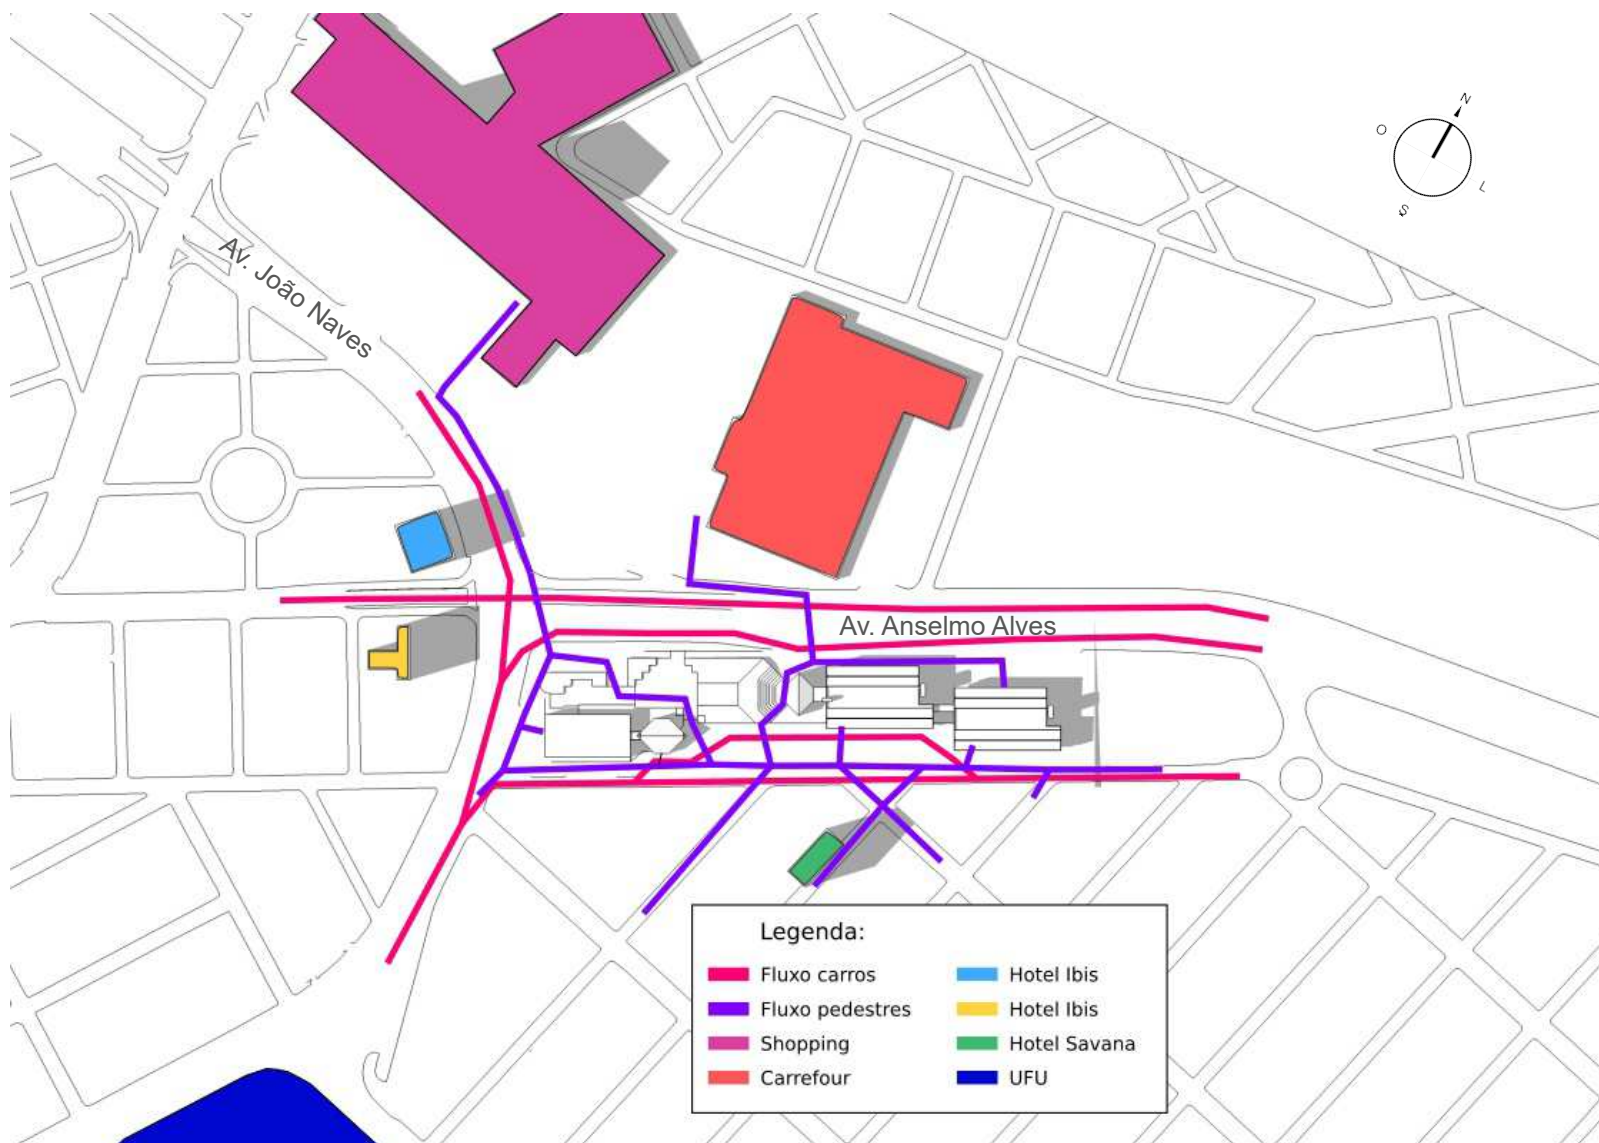 N
O
L
S
Av. João Naves
Av. Anselmo Alves
Legenda:
Fluxo carros
Fluxo pedestres
Shopping
Carrefour
Hotel Ibis
Hotel Ibis
Hotel Savana
UFU